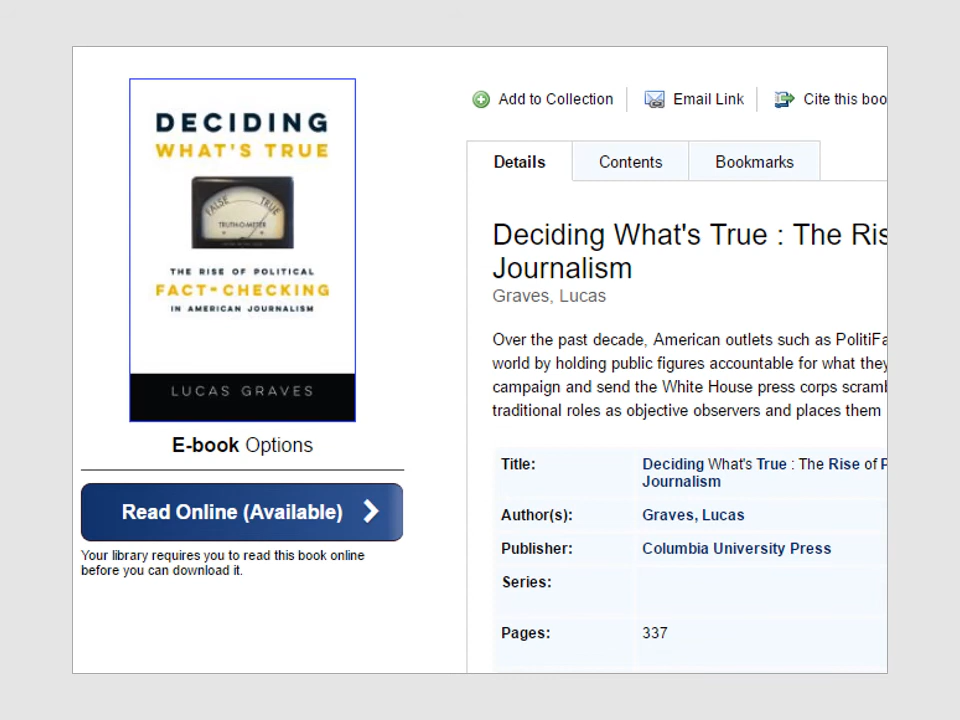 DECIDING
WHAT'S TRUE
FALSE TRUE
TRUTH-O-METER
THE RISE OF POLITICAL
FACT-CHECKING
IN AMERICAN JOURNALISM
LUCAS GRAVES
E-book Options
Read Online (Available)
Your library requires you to read this book online
before you can download it.
Add to Collection
Email Link
Cite this boo
Details
Contents
Bookmarks
Deciding What's True : The Ris
Journalism
Graves, Lucas
Over the past decade, American outlets such as PolitiFa
world by holding public figures accountable for what they
campaign and send the White House press corps scramb
traditional roles as objective observers and places them
Title: Deciding What's True : The Rise of P
Journalism
Author(s): Graves, Lucas
Publisher: Columbia University Press
Series:
Pages: 337